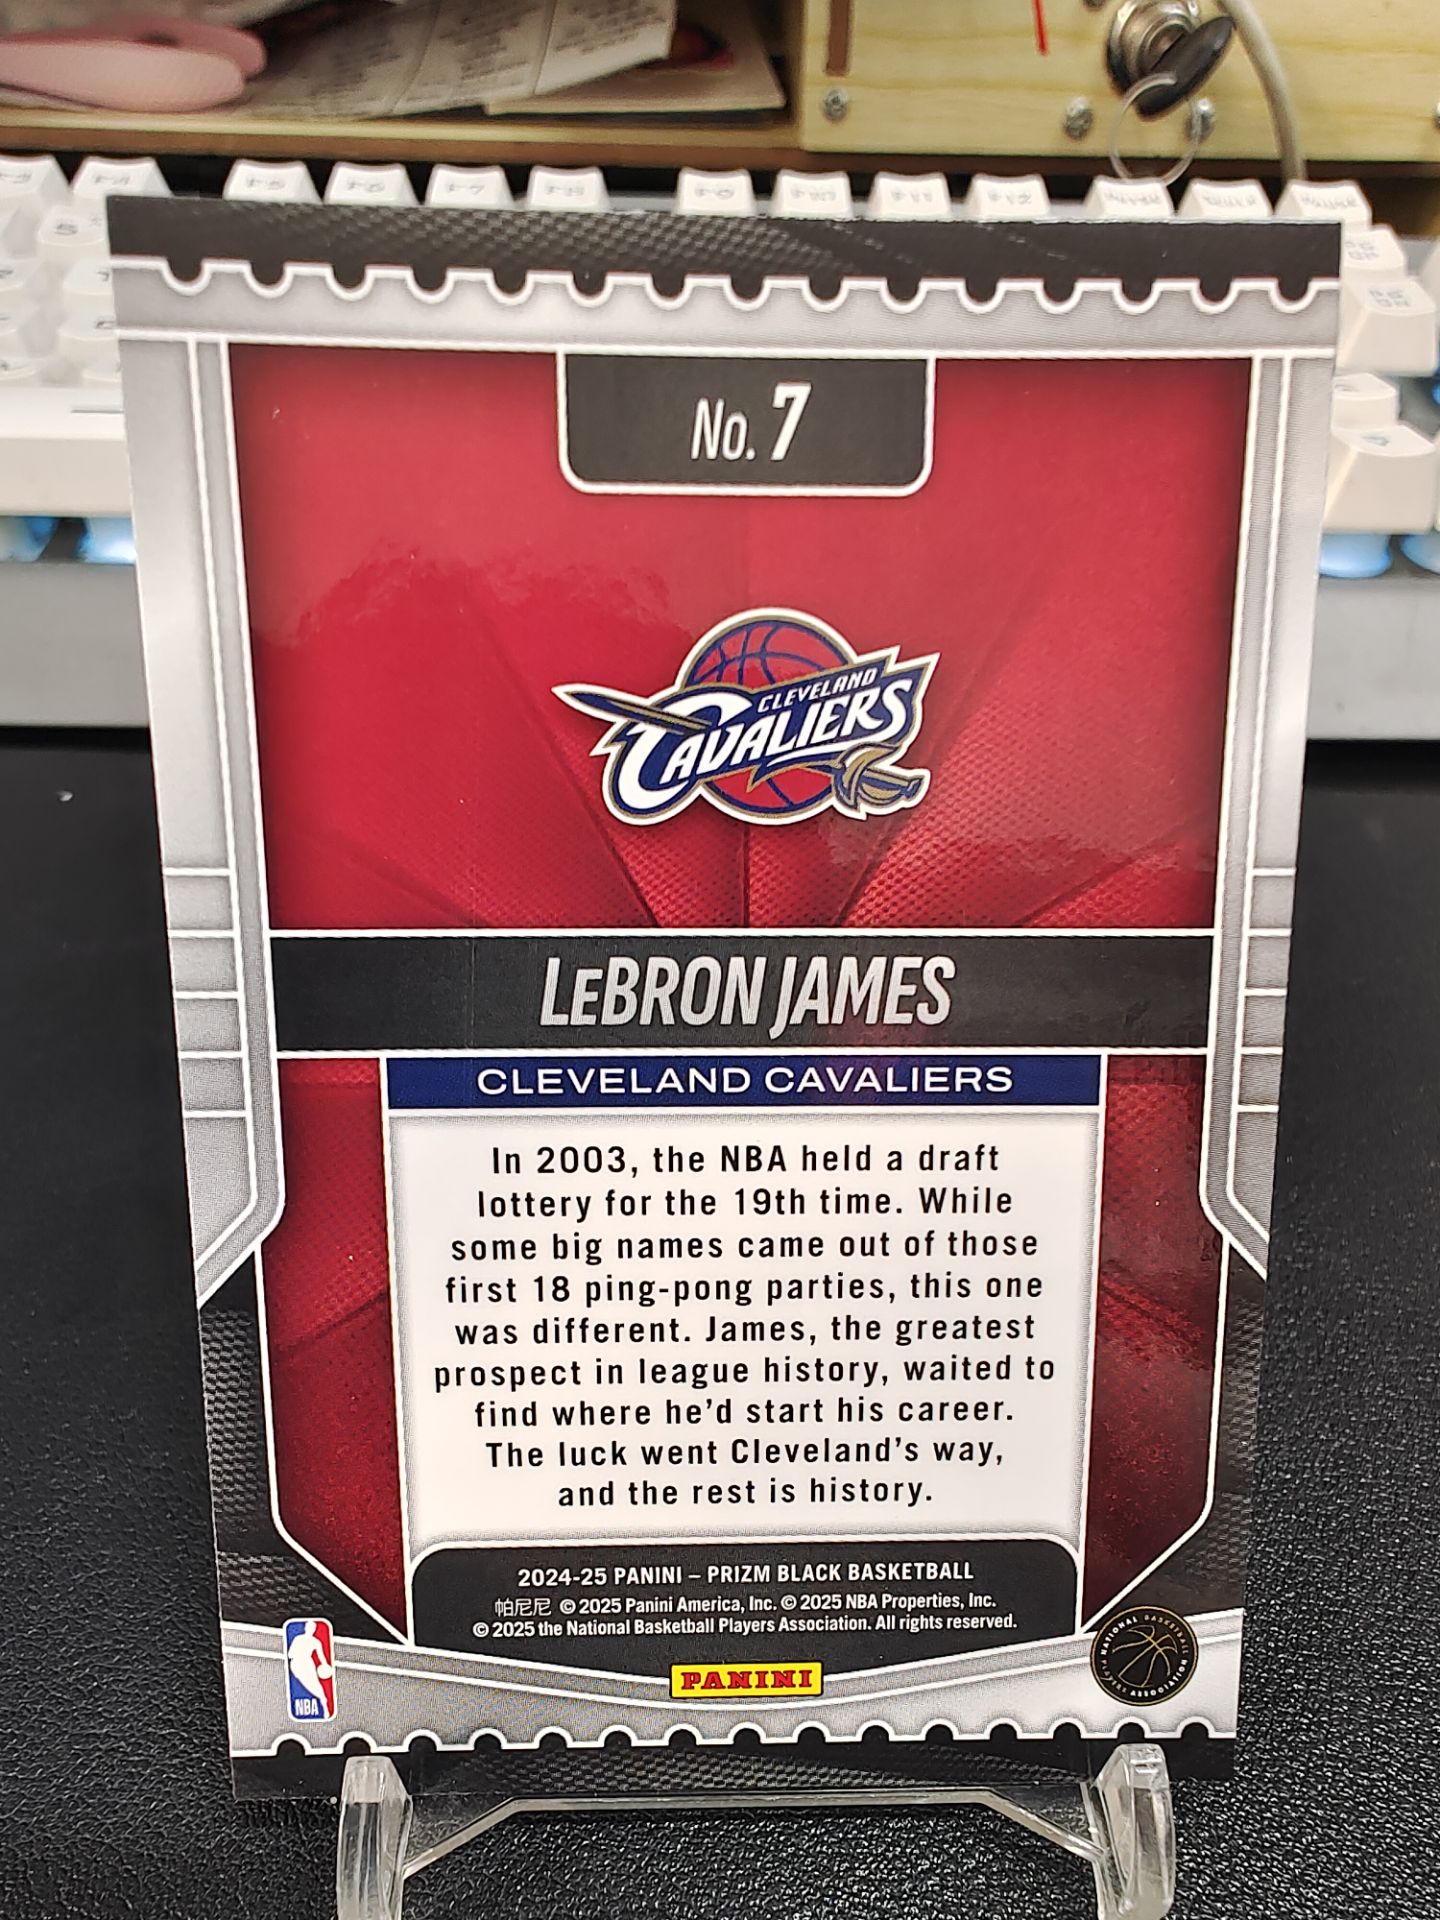 No. 7
CLEVELAND
CAVALIERS
LEBRON JAMES
CLEVELAND CAVALIERS
In 2003, the NBA held a draft
lottery for the 19th time. While
some big names came out of those
first 18 ping-pong parties, this one
was different. James, the greatest
prospect in league history, waited to
find where he'd start his career.
The luck went Cleveland's way,
and the rest is history.
2024-25 PANINI – PRIZM BLACK BASKETBALL
帕尼尼 © 2025 Panini America, Inc. © 2025 NBA Properties, Inc.
© 2025 the National Basketball Players Association. All rights reserved.
NBA
PANINI
NATIONAL BASKETBALL PLAYERS ASSOCIATION